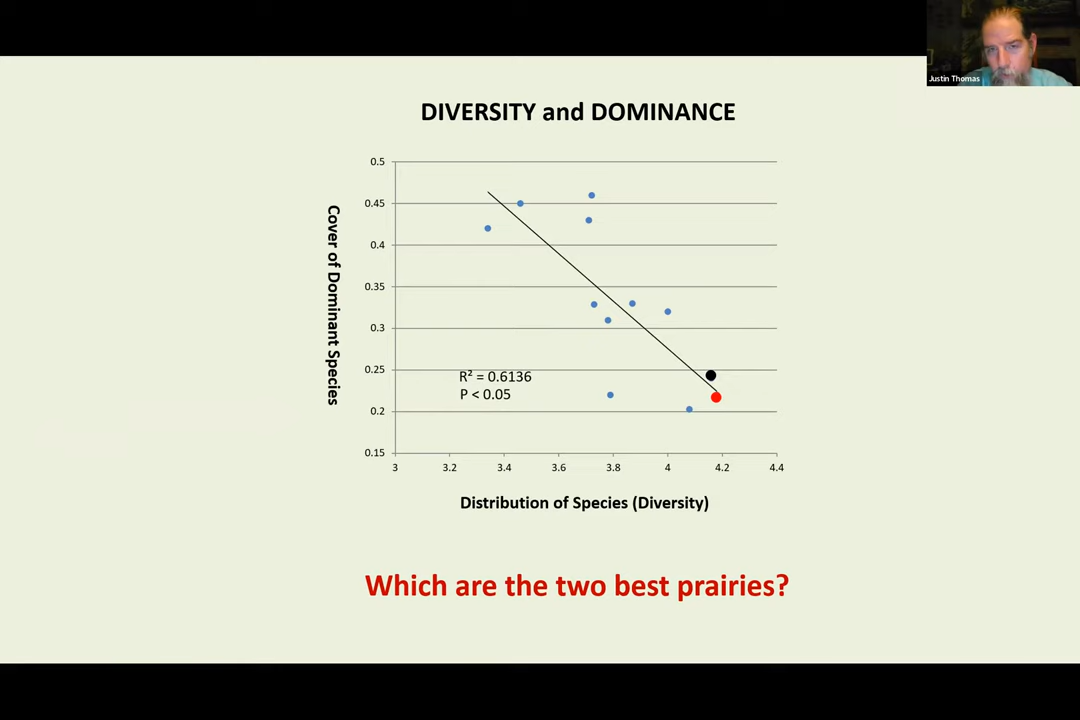 Justin Thomas
DIVERSITY and DOMINANCE
Cover of Dominant Species
0.5
0.45
0.4
0.35
0.3
0.25
0.2
0.15
R² = 0.6136
P < 0.05
3 3.2 3.4 3.6 3.8 4 4.2 4.4
Distribution of Species (Diversity)
Which are the two best prairies?